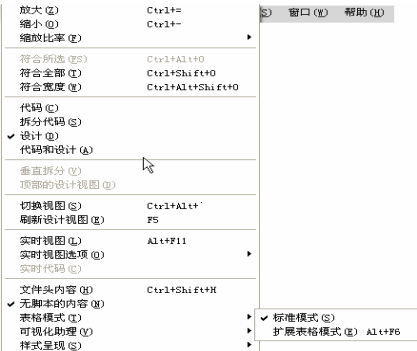 放大(Z) Ctrl+=
缩小(O) Ctrl+-
缩放比率(F)
符合所选(FS) Ctrl+Alt+0
符合全部(T) Ctrl+Shift+0
符合宽度(W) Ctrl+Alt+Shift+0
代码(C)
拆分代码(S)
设计(D)
代码和设计(A)
垂直拆分(V)
顶部的设计视图(D)
切换视图(S) Ctrl+Alt+`
刷新设计视图(E) F5
实时视图(L) Alt+F11
实时视图选项(O)
实时代码(C)
文件头内容(H) Ctrl+Shift+H
无脚本的内容(N)
表格模式(T)
可视化助理(V)
样式呈现(S)
S) 窗口(W) 帮助(H)
标准模式(S)
扩展表格模式(E) Alt+F6